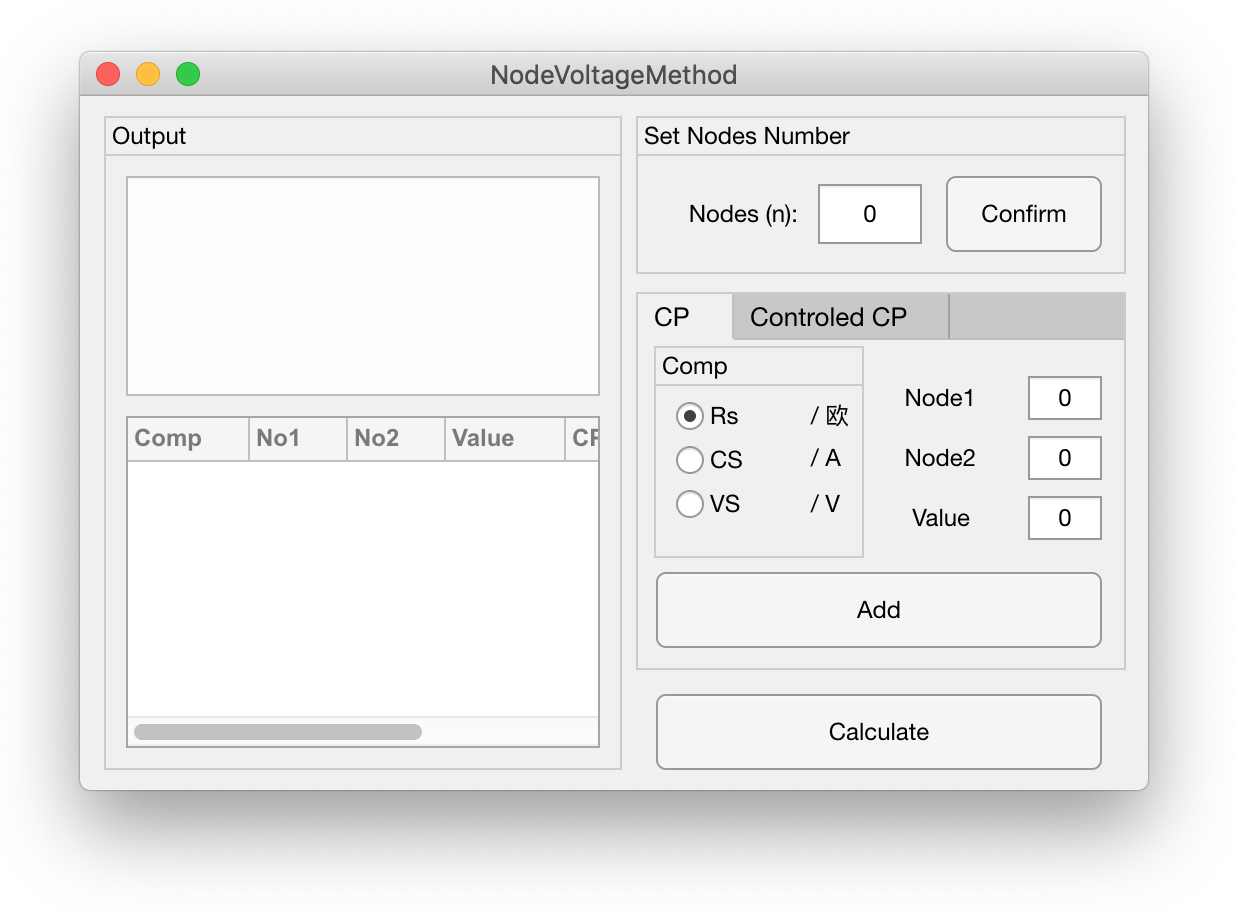 NodeVoltageMethod
Output
Comp No1 No2 Value CP
Set Nodes Number
Nodes (n): 0 Confirm
CP Controled CP
Comp
Rs / 欧
CS / A
VS / V
Node1 0
Node2 0
Value 0
Add
Calculate